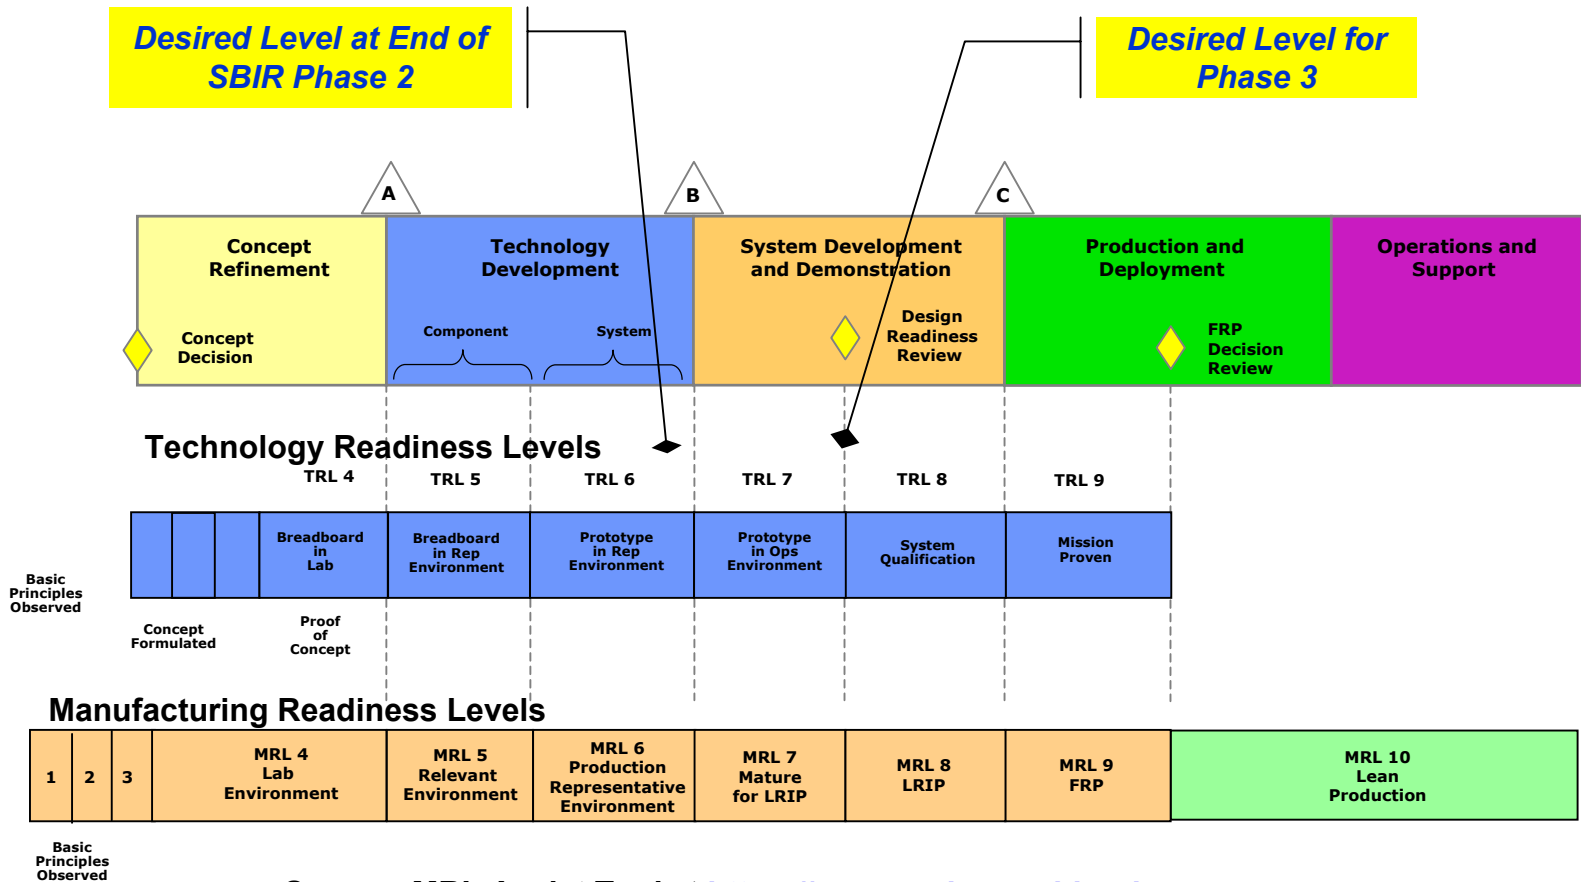 Desired Level at End of
SBIR Phase 2
Desired Level for
Phase 3
A
B
C
Concept
Refinement
Technology
Development
System Development
and Demonstration
Production and
Deployment
Operations and
Support
Concept
Decision
Component
System
Design
Readiness
Review
FRP
Decision
Review
Technology Readiness Levels
TRL 4
TRL 5
TRL 6
TRL 7
TRL 8
TRL 9
Breadboard
in
Lab
Breadboard
in Rep
Environment
Prototype
in Rep
Environment
Prototype
in Ops
Environment
System
Qualification
Mission
Proven
Basic
Principles
Observed
Concept
Formulated
Proof
of
Concept
Manufacturing Readiness Levels
1
2
3
MRL 4
Lab
Environment
MRL 5
Relevant
Environment
MRL 6
Production
Representative
Environment
MRL 7
Mature
for LRIP
MRL 8
LRIP
MRL 9
FRP
MRL 10
Lean
Production
Basic
Principles
Observed